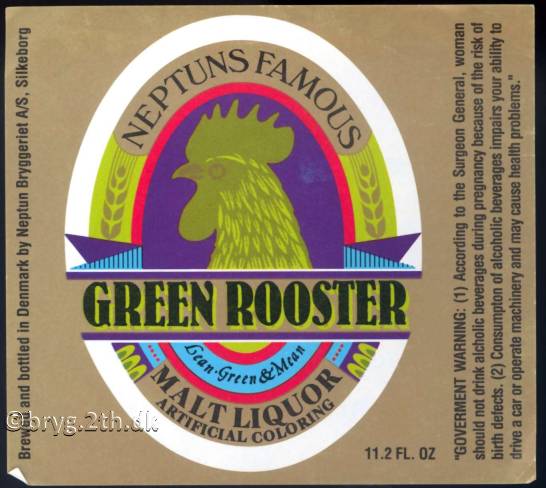 NEPTUNS FAMOUS
GREEN ROOSTER
Lean·Green & Mean
MALT LIQUOR
ARTIFICIAL COLORING
11.2 FL. OZ
Brewed and bottled in Denmark by Neptun Bryggeriet A/S, Silkeborg
"GOVERMENT WARNING: (1) According to the Surgeon General, woman
should not drink alcholic beverages during pregnancy because of the risk of
birth defects. (2) Consumption of alcoholic beverages impairs your ability to
drive a car or operate machinery and may cause health problems."
©bryg.2th.dk